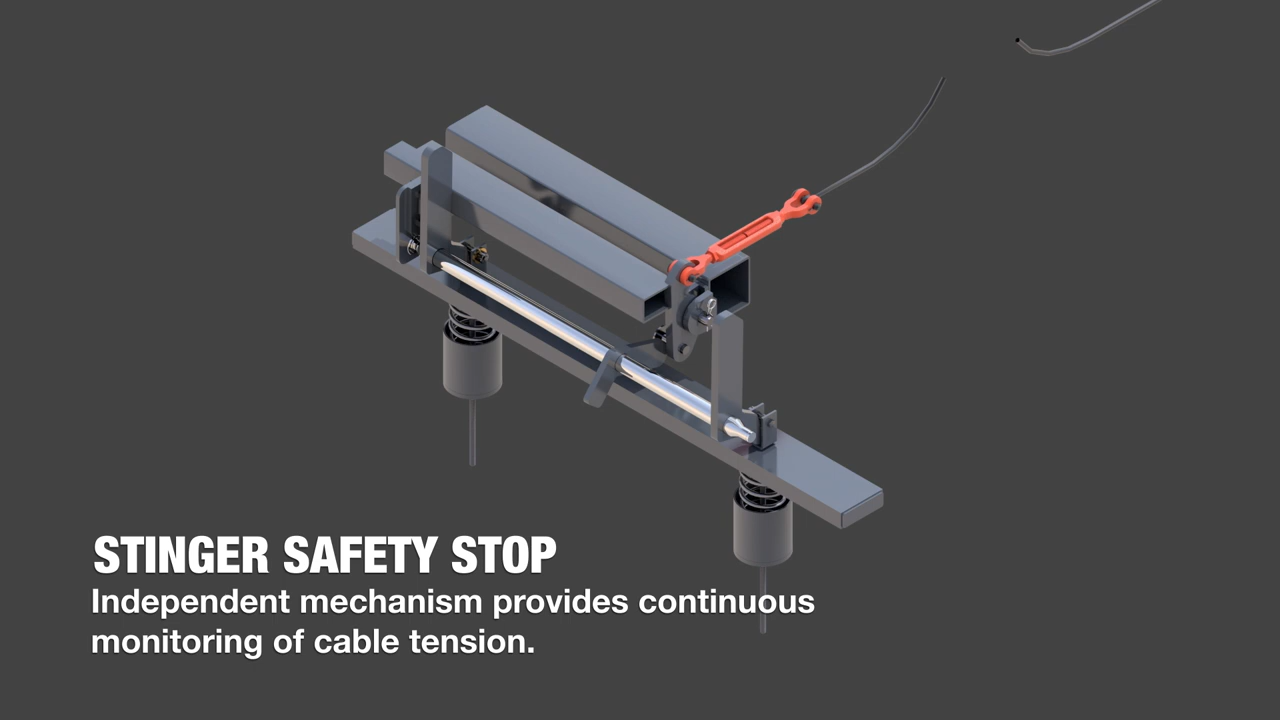 STINGER SAFETY STOP
Independent mechanism provides continuous
monitoring of cable tension.